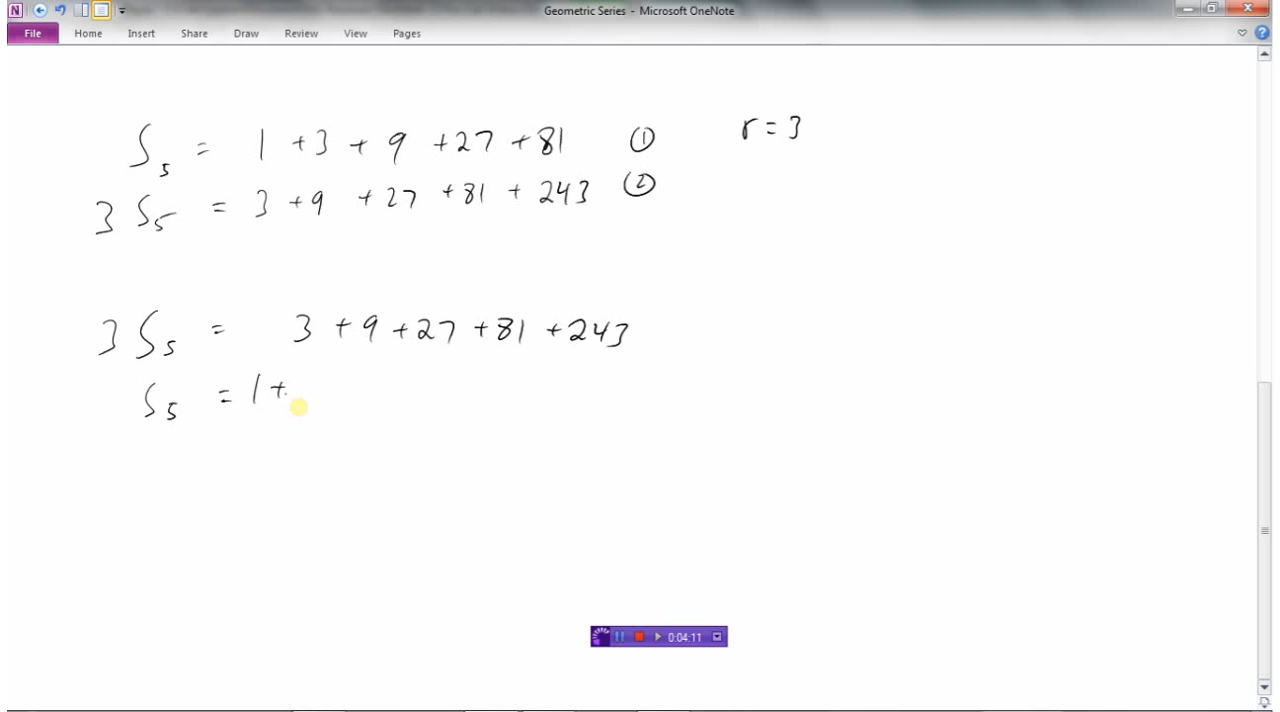 Geometric Series - Microsoft OneNote
File Home Insert Share Draw Review View Pages
S₅ = 1 + 3 + 9 + 27 + 81 ① r = 3
3 S₅ = 3 + 9 + 27 + 81 + 243 ②
3 S₅ = 3 + 9 + 27 + 81 + 243
S₅ = 1 +
0:04:11